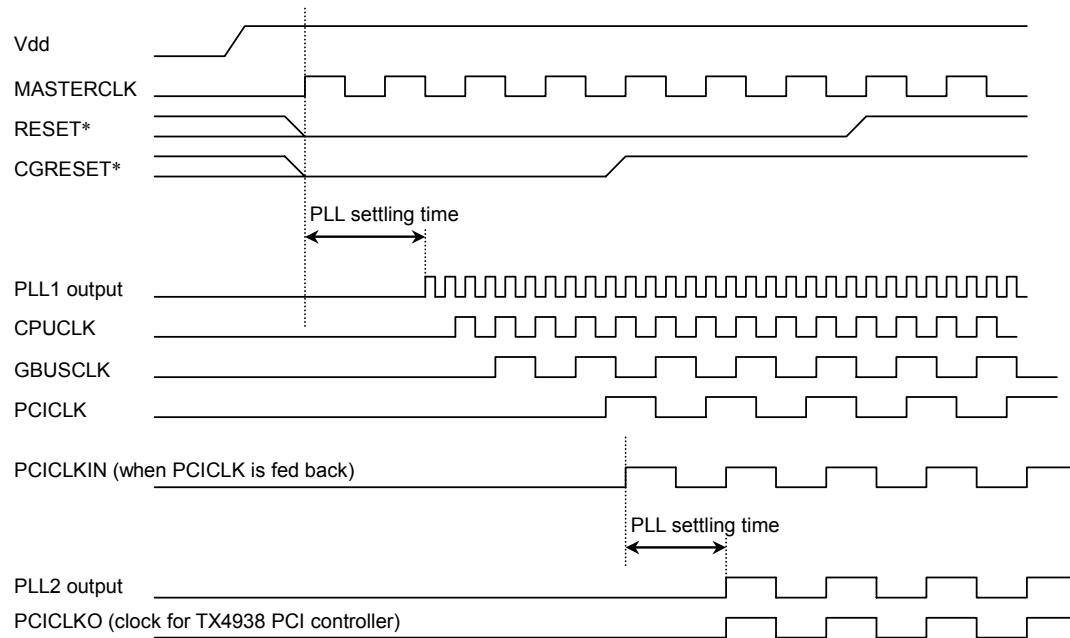 Vdd
MASTERCLK
RESET*
CGRESET*
PLL settling time
PLL1 output
CPUCLK
GBUSCLK
PCICLK
PCICLKIN (when PCICLK is fed back)
PLL settling time
PLL2 output
PCICLKO (clock for TX4938 PCI controller)